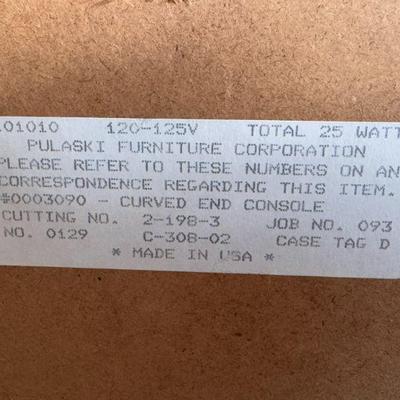 101010 120-125V TOTAL 25 WATT
PULASKI FURNITURE CORPORATION
PLEASE REFER TO THESE NUMBERS ON AN
CORRESPONDENCE REGARDING THIS ITEM.
#0003090 - CURVED END CONSOLE
CUTTING NO. 2-198-3 JOB NO. 093
NO. 0129 C-308-02 CASE TAG D
* MADE IN USA *